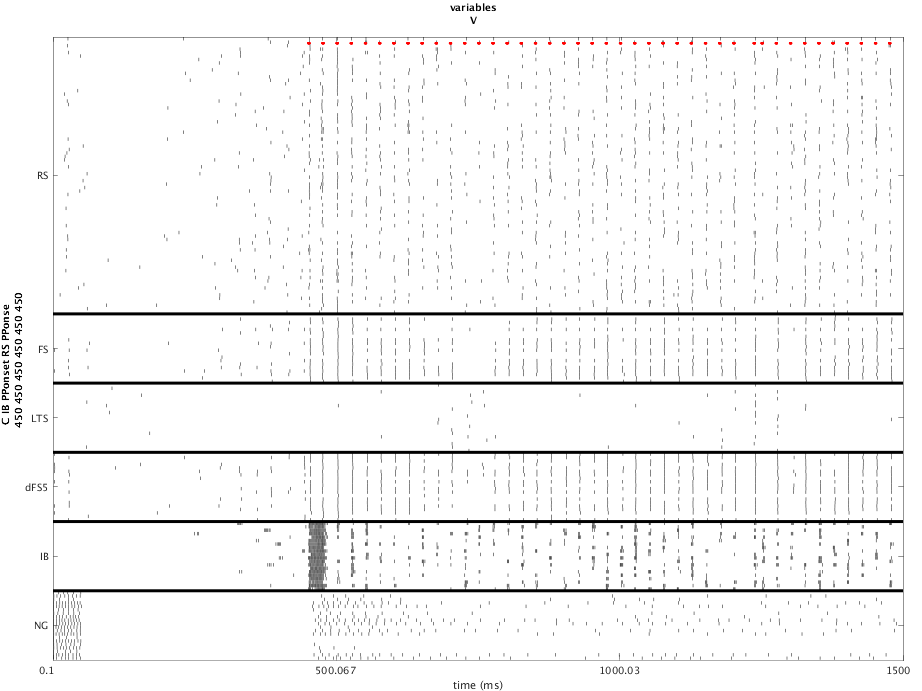 variables
V
C IB PPonset RS PPonse
450 450 450 450 450 450
RS
FS
LTS
dFS5
IB
NG
0.1
500.067
1000.03
1500
time (ms)